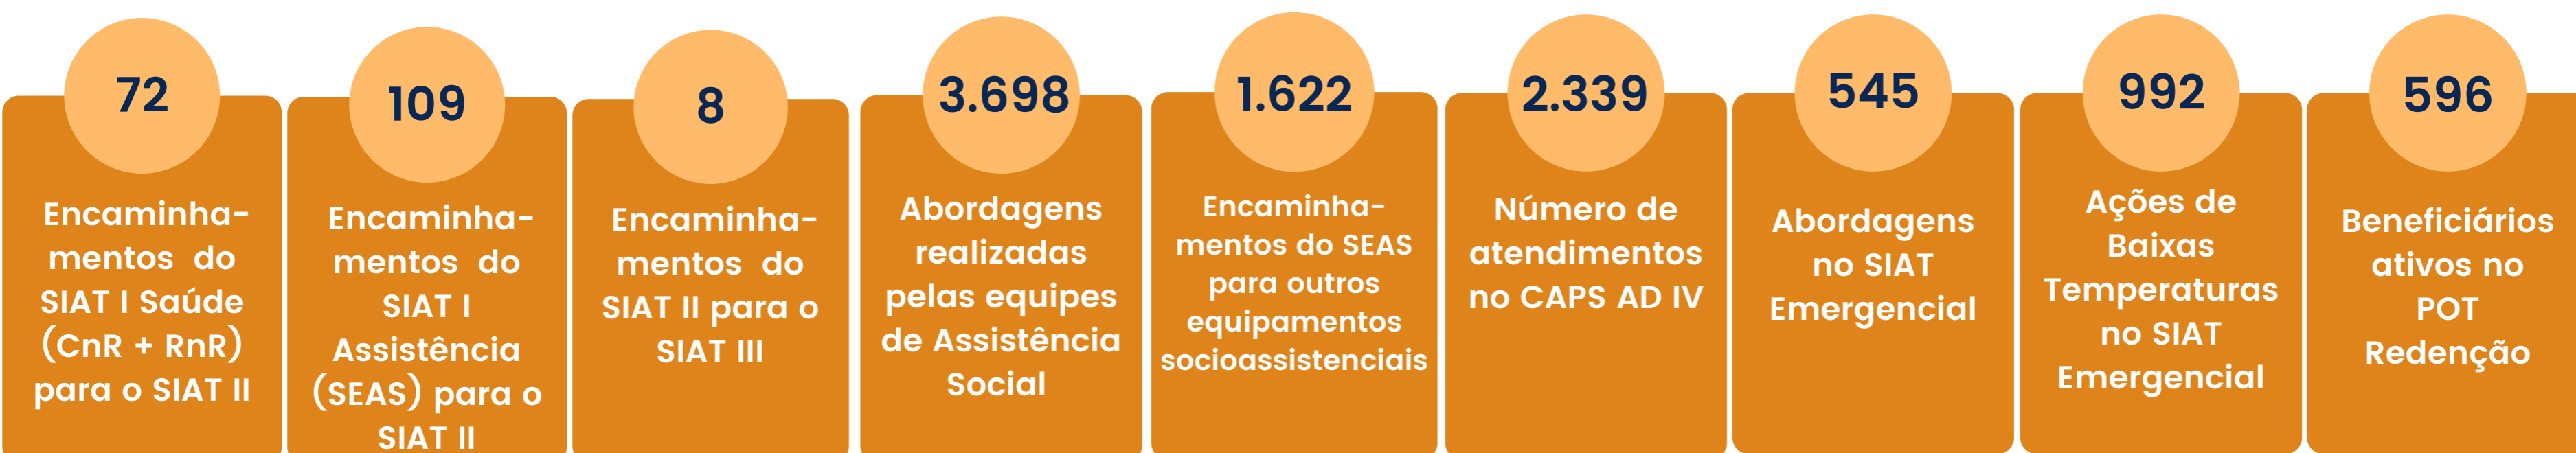 72
Encaminha-
mentos do
SIAT I Saúde
(CnR + RnR)
para o SIAT II
109
Encaminha-
mentos do
SIAT I
Assistência
(SEAS) para o
SIAT II
8
Encaminha-
mentos do
SIAT II para o
SIAT III
3.698
Abordagens
realizadas
pelas equipes
de Assistência
Social
1.622
Encaminha-
mentos do SEAS
para outros
equipamentos
socioassistenciais
2.339
Número de
atendimentos
no CAPS AD IV
545
Abordagens
no SIAT
Emergencial
992
Ações de
Baixas
Temperaturas
no SIAT
Emergencial
596
Beneficiários
ativos no
POT
Redenção